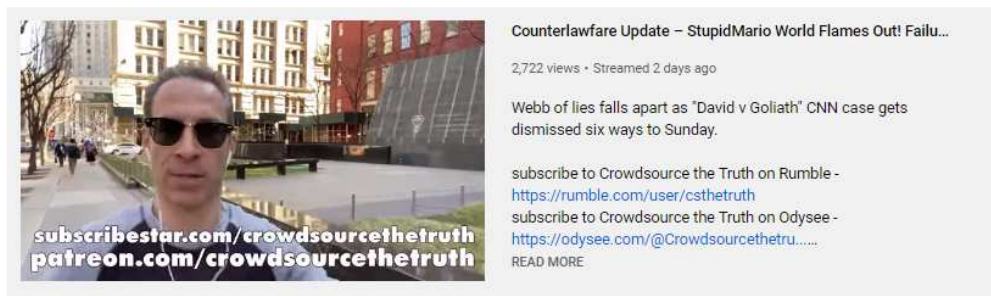 subscribestar.com/crowdsourcethetruth
patreon.com/crowdsourcethetruth
Counterlawfare Update – StupidMario World Flames Out! Failu...
2,722 views • Streamed 2 days ago
Webb of lies falls apart as "David v Goliath" CNN case gets
dismissed six ways to Sunday.
subscribe to Crowdsource the Truth on Rumble -
https://rumble.com/user/csthetruth
subscribe to Crowdsource the Truth on Odysee -
https://odysee.com/@Crowdsourcethetru......
READ MORE